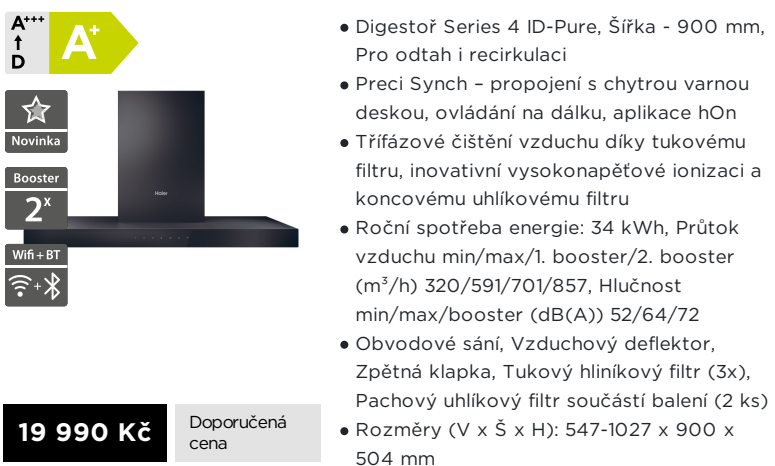 A+++
D
A+
Novinka
Booster
2x
Wifi + BT
Haier
19 990 Kč
Doporučená
cena
● Digestoř Series 4 ID-Pure, Šířka - 900 mm,
Pro odtah i recirkulaci
● Preci Synch – propojení s chytrou varnou
deskou, ovládání na dálku, aplikace hOn
● Třífázové čištění vzduchu díky tukovému
filtru, inovativní vysokonapěťové ionizaci a
koncovému uhlíkovému filtru
● Roční spotřeba energie: 34 kWh, Průtok
vzduchu min/max/1. booster/2. booster
(m³/h) 320/591/701/857, Hlučnost
min/max/booster (dB(A)) 52/64/72
● Obvodové sání, Vzduchový deflektor,
Zpětná klapka, Tukový hliníkový filtr (3x),
Pachový uhlíkový filtr součástí balení (2 ks)
● Rozměry (V x Š x H): 547-1027 x 900 x
504 mm